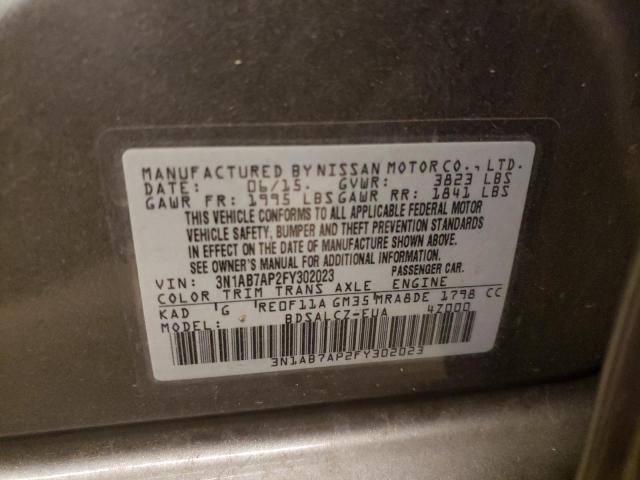 MANUFACTURED BY NISSAN MOTOR CO., LTD.
DATE: 06/15. GVWR: 3823 LBS
GAWR FR: 1995 LBS GAWR RR: 1841 LBS
THIS VEHICLE CONFORMS TO ALL APPLICABLE FEDERAL MOTOR
VEHICLE SAFETY, BUMPER AND THEFT PREVENTION STANDARDS
IN EFFECT ON THE DATE OF MANUFACTURE SHOWN ABOVE.
SEE OWNER'S MANUAL FOR ADDITIONAL INFORMATION.
VIN: 3N1AB7AP2FY302023 PASSENGER CAR.
COLOR TRIM TRANS AXLE ENGINE
KAD G RE0F11A GM35 MRA8DE 1798 CC
MODEL: BDSALCZ-EUA 4Z000
3N1AB7AP2FY302023